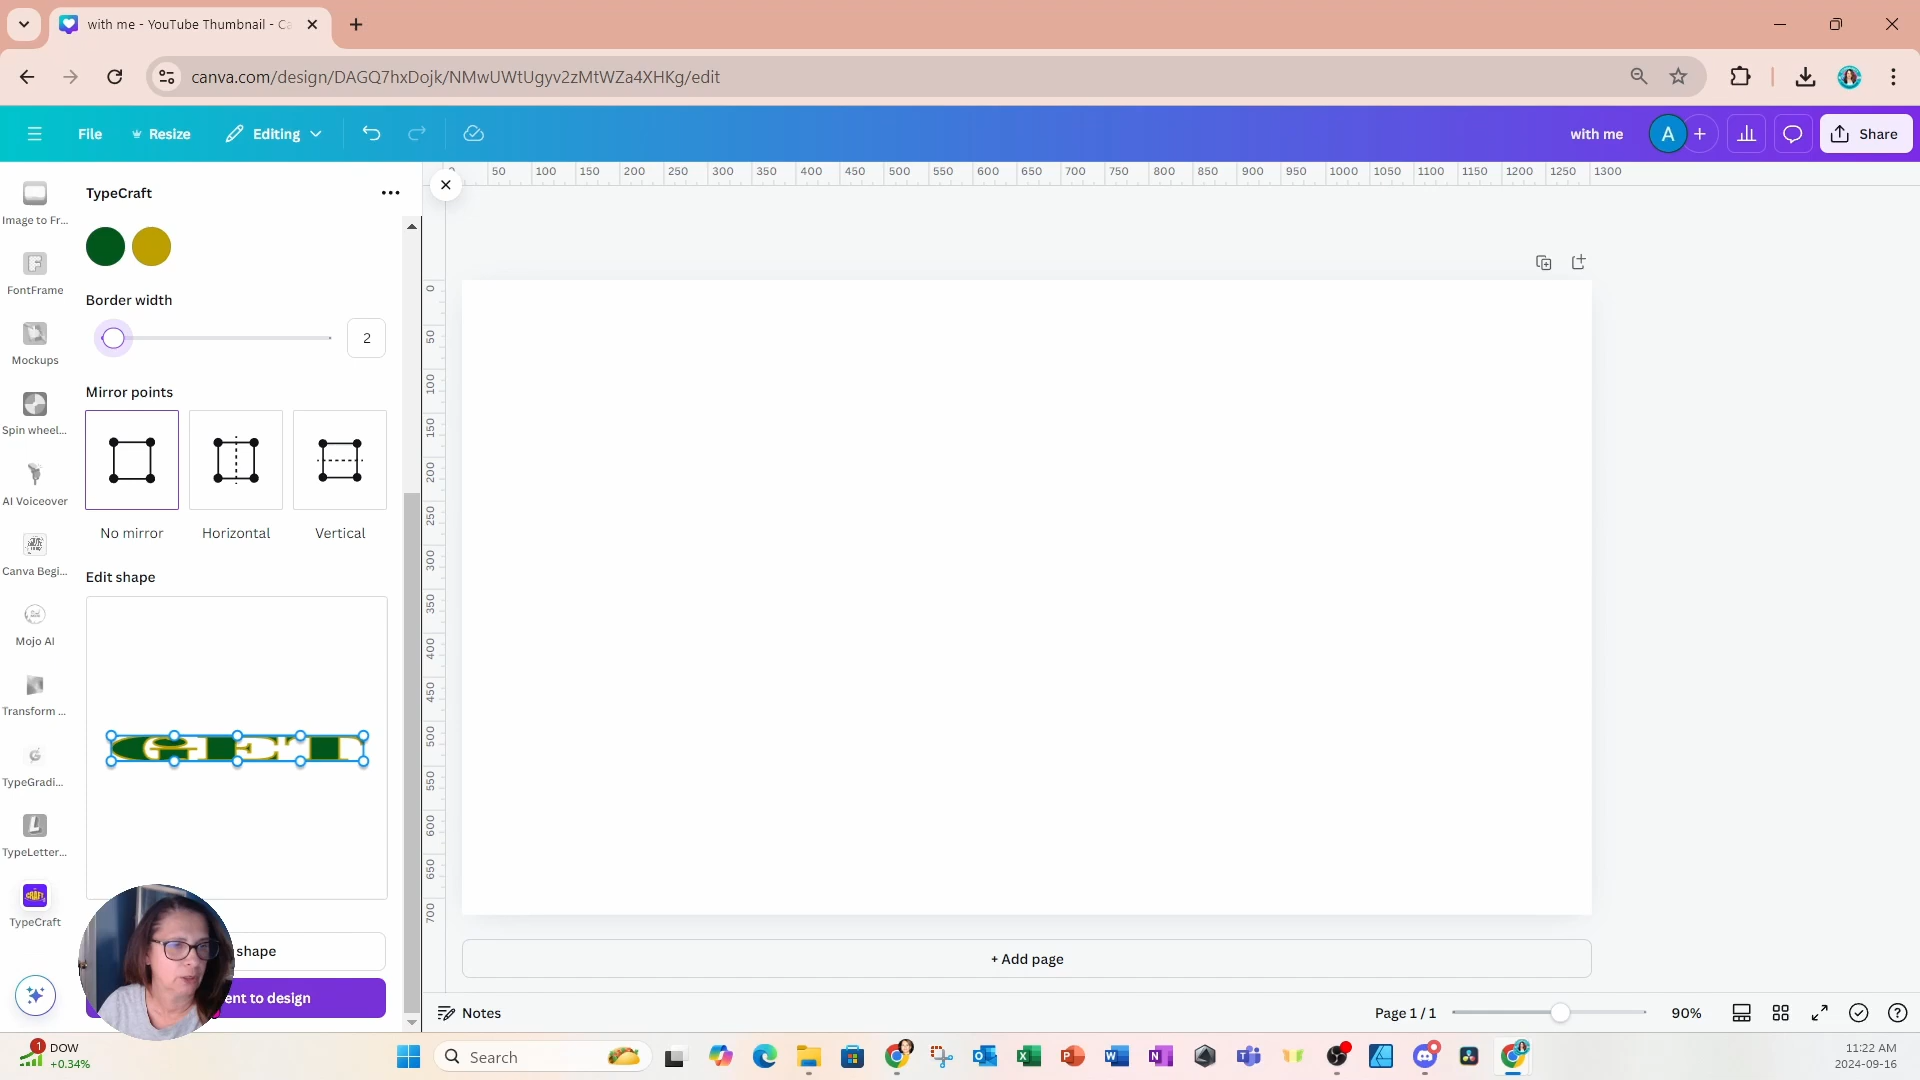 with me - YouTube Thumbnail - Ca
canva.com/design/DAGQ7hxDojk/NMwUWtUgyv2zMtWZa4XHKg/edit
File
Resize
Editing
with me
A
Share
TypeCraft
0 50 100 150 200 250 300 350 400 450 500 550 600 650 700 750 800 850 900 950 1000 1050 1100 1150 1200 1250 1300
Image to Fr...
FontFrame
Mockups
Spin wheel...
AI Voiceover
Canva Begi...
Mojo AI
Transform ...
TypeGradi...
TypeLetter...
TypeCraft
Border width
2
Mirror points
No mirror
Horizontal
Vertical
Edit shape
GET
shape
ent to design
0
50
100
150
200
250
300
350
400
450
500
550
600
650
700
+ Add page
Notes
Page 1 / 1
90%
1
DOW
+0.34%
Search
11:22 AM
2024-09-16